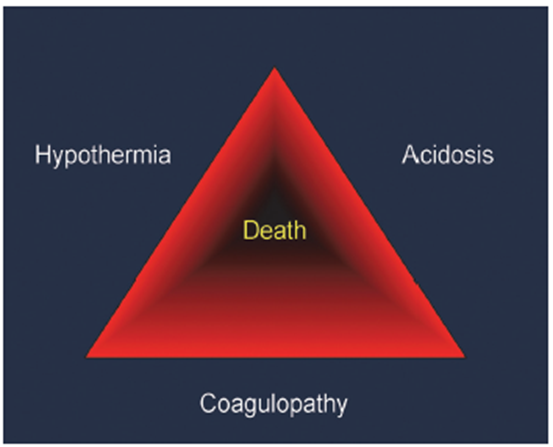 Hypothermia
Acidosis
Death
Coagulopathy